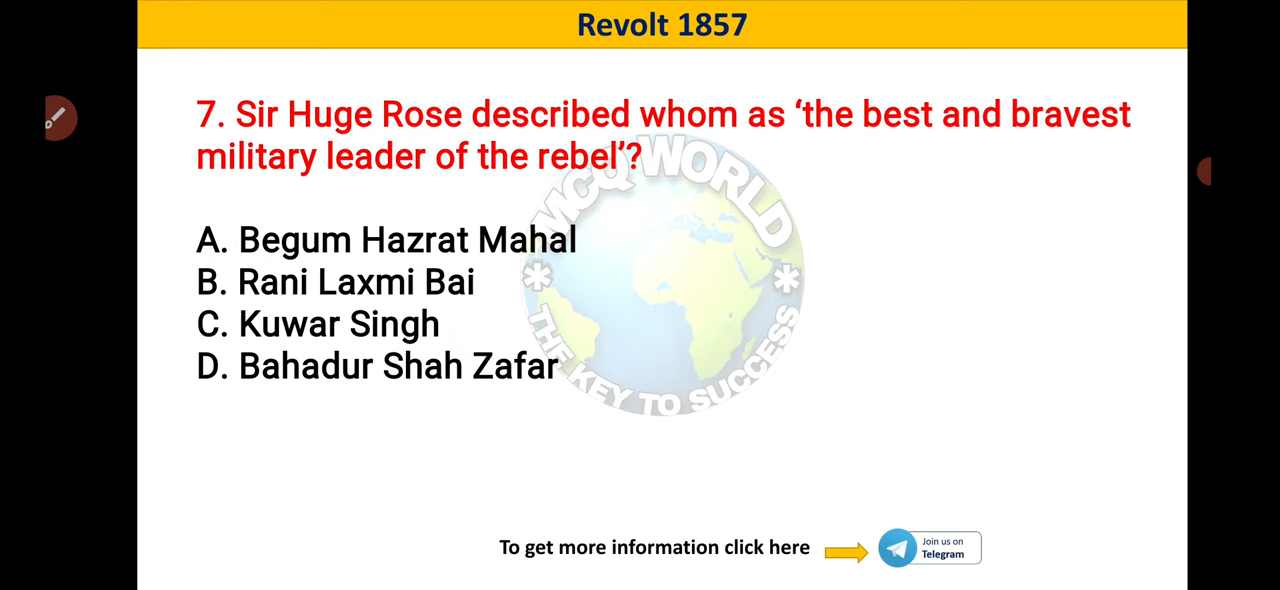 Revolt 1857
7. Sir Huge Rose described whom as ‘the best and bravest
military leader of the rebel’?
MCQ WORLD
A. Begum Hazrat Mahal
B. Rani Laxmi Bai
C. Kuwar Singh
D. Bahadur Shah Zafar
* THE KEY TO SUCCESS *
To get more information click here
Join us on
Telegram